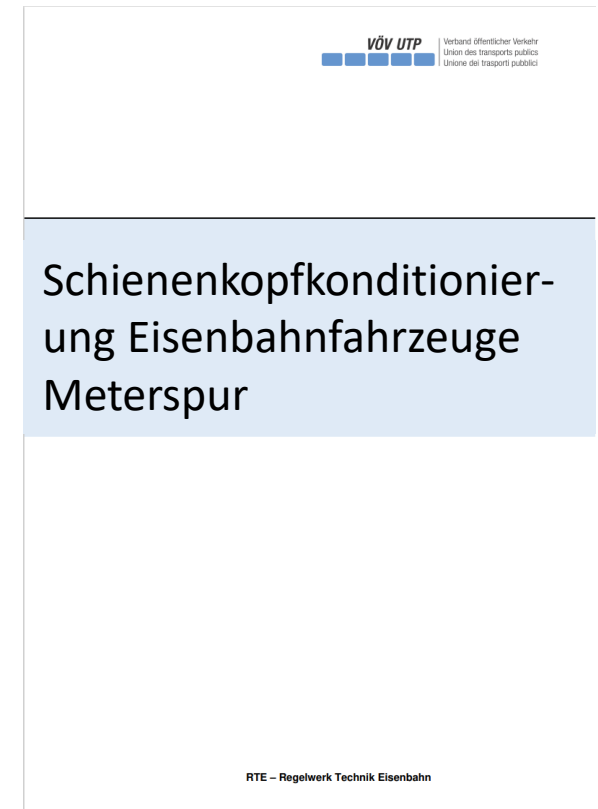 VÖV UTP
Verband öffentlicher Verkehr
Union des transports publics
Unione dei trasporti pubblici
Schienenkopfkonditionier-
ung Eisenbahnfahrzeuge
Meterspur
RTE – Regelwerk Technik Eisenbahn